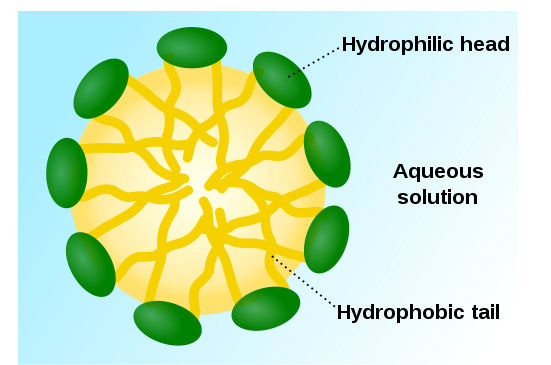 Hydrophilic head
Aqueous
solution
Hydrophobic tail